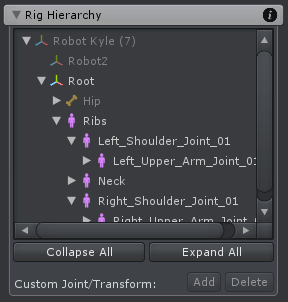 Rig Hierarchy
Robot Kyle (7)
Robot2
Root
Hip
Ribs
Left_Shoulder_Joint_01
Left_Upper_Arm_Joint_01
Neck
Right_Shoulder_Joint_01
Right_Upper_Arm_Joint_
Collapse All Expand All
Custom Joint/Transform: Add Delete